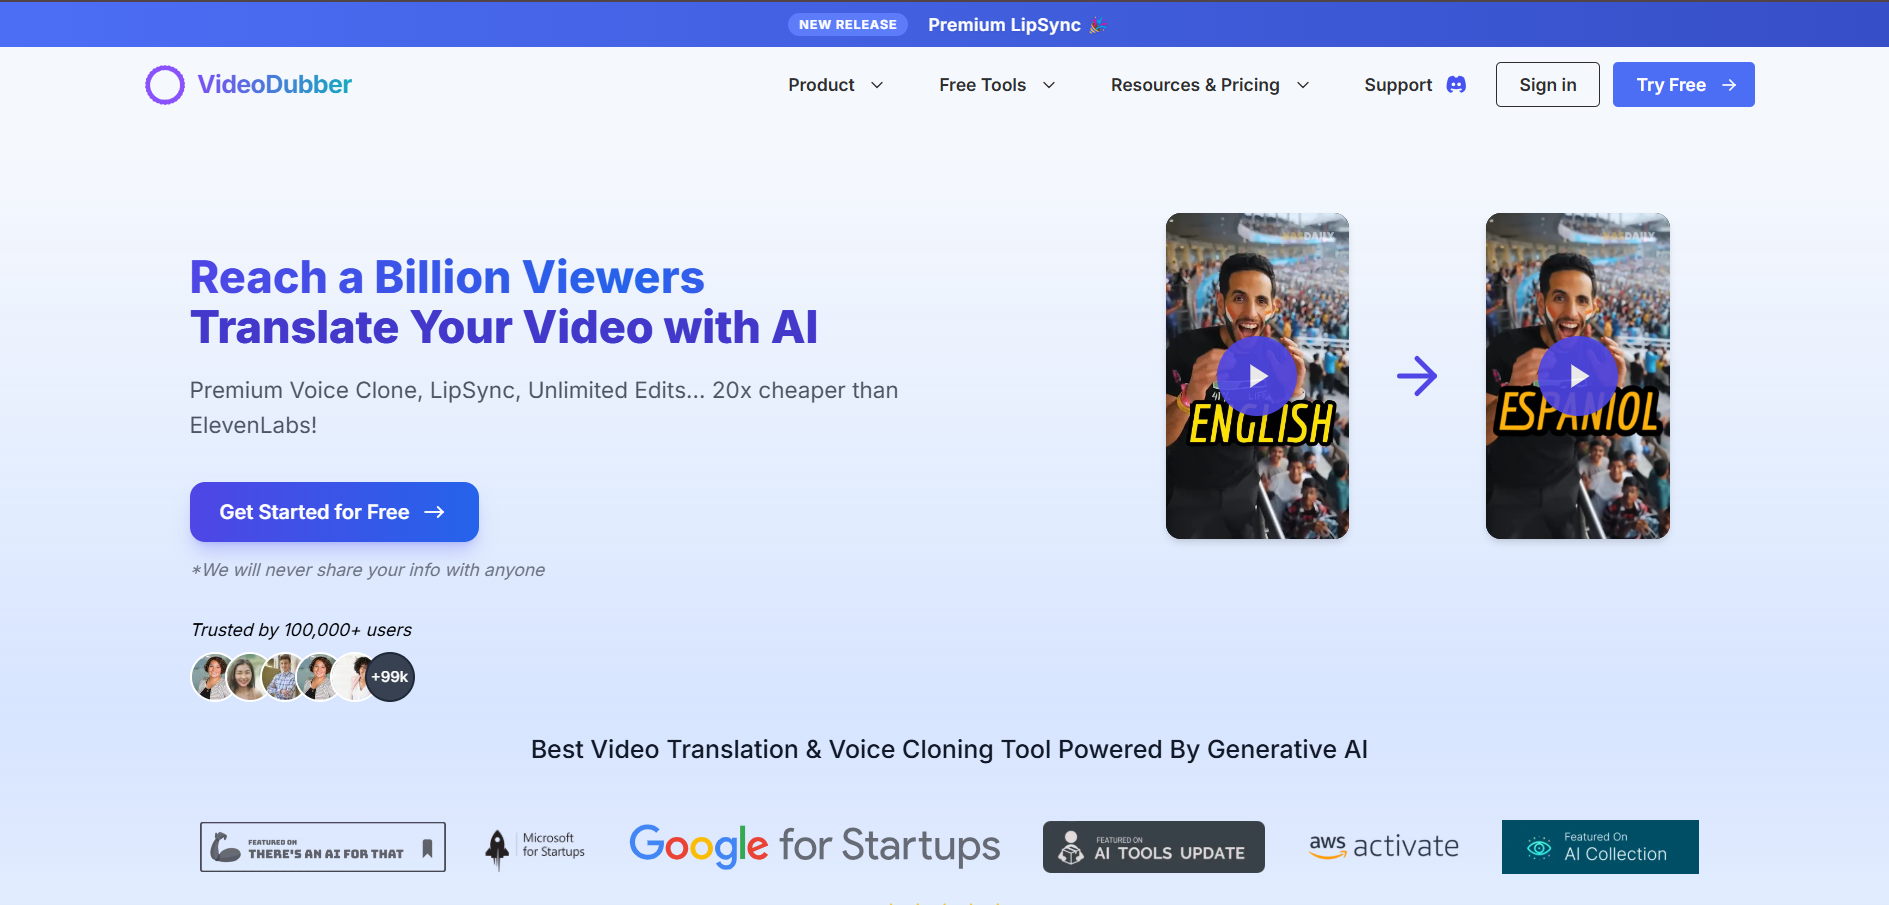 NEW RELEASE Premium LipSync
VideoDubber
Product
Free Tools
Resources & Pricing
Support
Sign in
Try Free
Reach a Billion Viewers
Translate Your Video with AI
Premium Voice Clone, LipSync, Unlimited Edits... 20x cheaper than
ElevenLabs!
Get Started for Free
*We will never share your info with anyone
Trusted by 100,000+ users
+99k
ENGLISH
ESPANIOL
Best Video Translation & Voice Cloning Tool Powered By Generative AI
FEATURED ON
THERE'S AN AI FOR THAT
Microsoft
for Startups
Google for Startups
FEATURED ON
AI TOOLS UPDATE
aws activate
Featured On
AI Collection